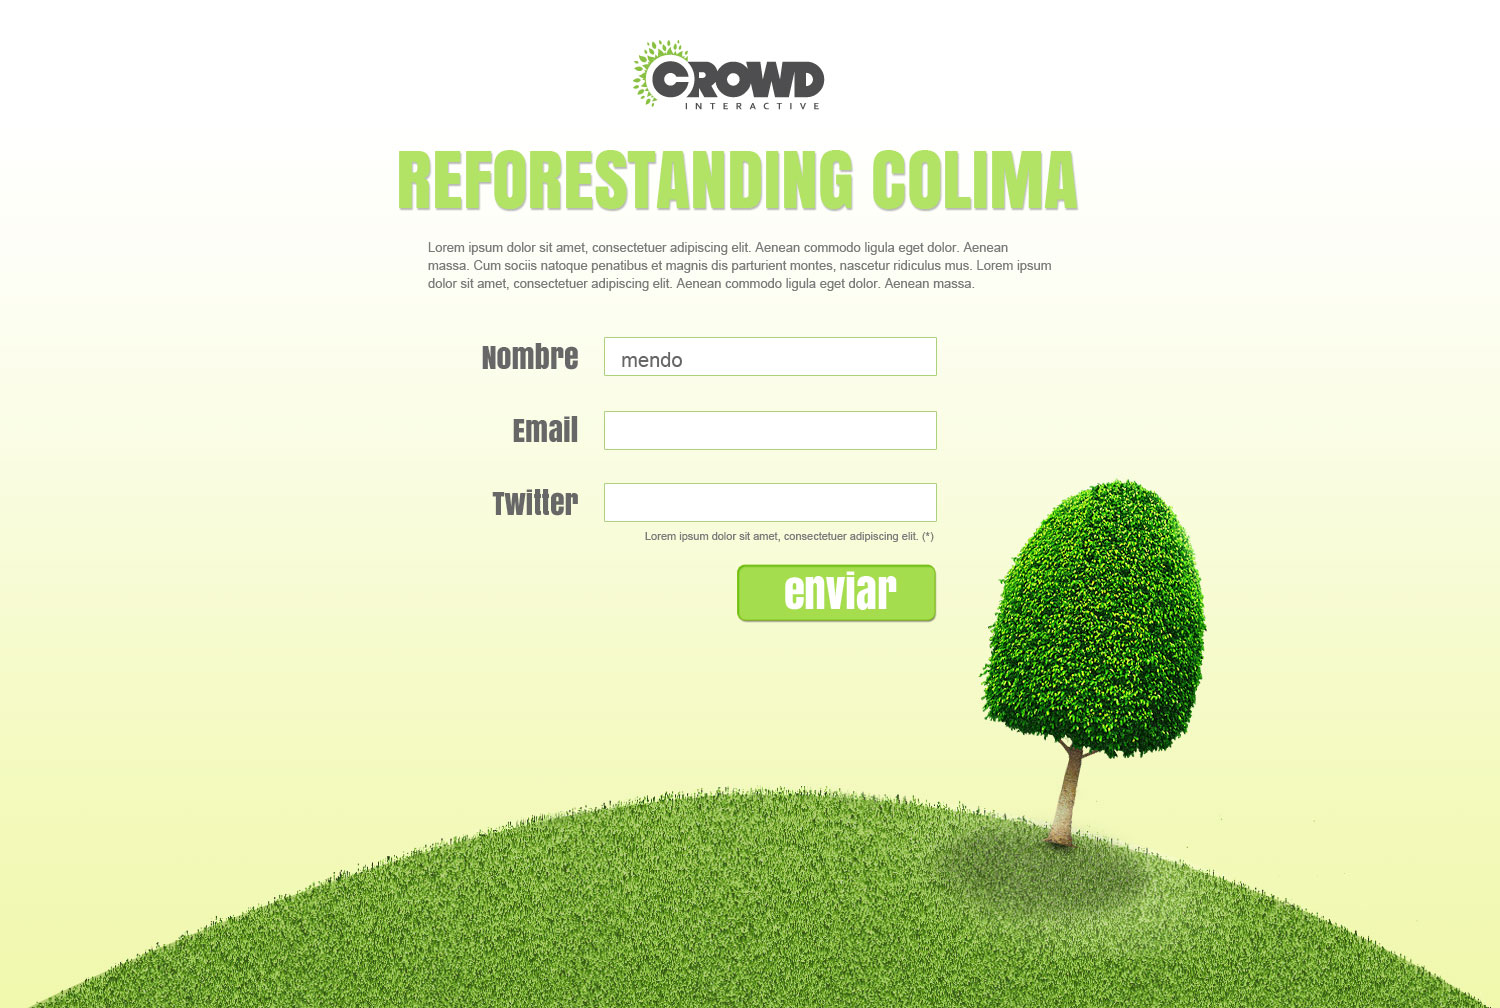 CROWD
INTERACTIVE
REFORESTANDING COLIMA
Lorem ipsum dolor sit amet, consectetuer adipiscing elit. Aenean commodo ligula eget dolor. Aenean
massa. Cum sociis natoque penatibus et magnis dis parturient montes, nascetur ridiculus mus. Lorem ipsum
dolor sit amet, consectetuer adipiscing elit. Aenean commodo ligula eget dolor. Aenean massa.
Nombre mendo
Email
Twitter
Lorem ipsum dolor sit amet, consectetuer adipiscing elit. (*)
enviar